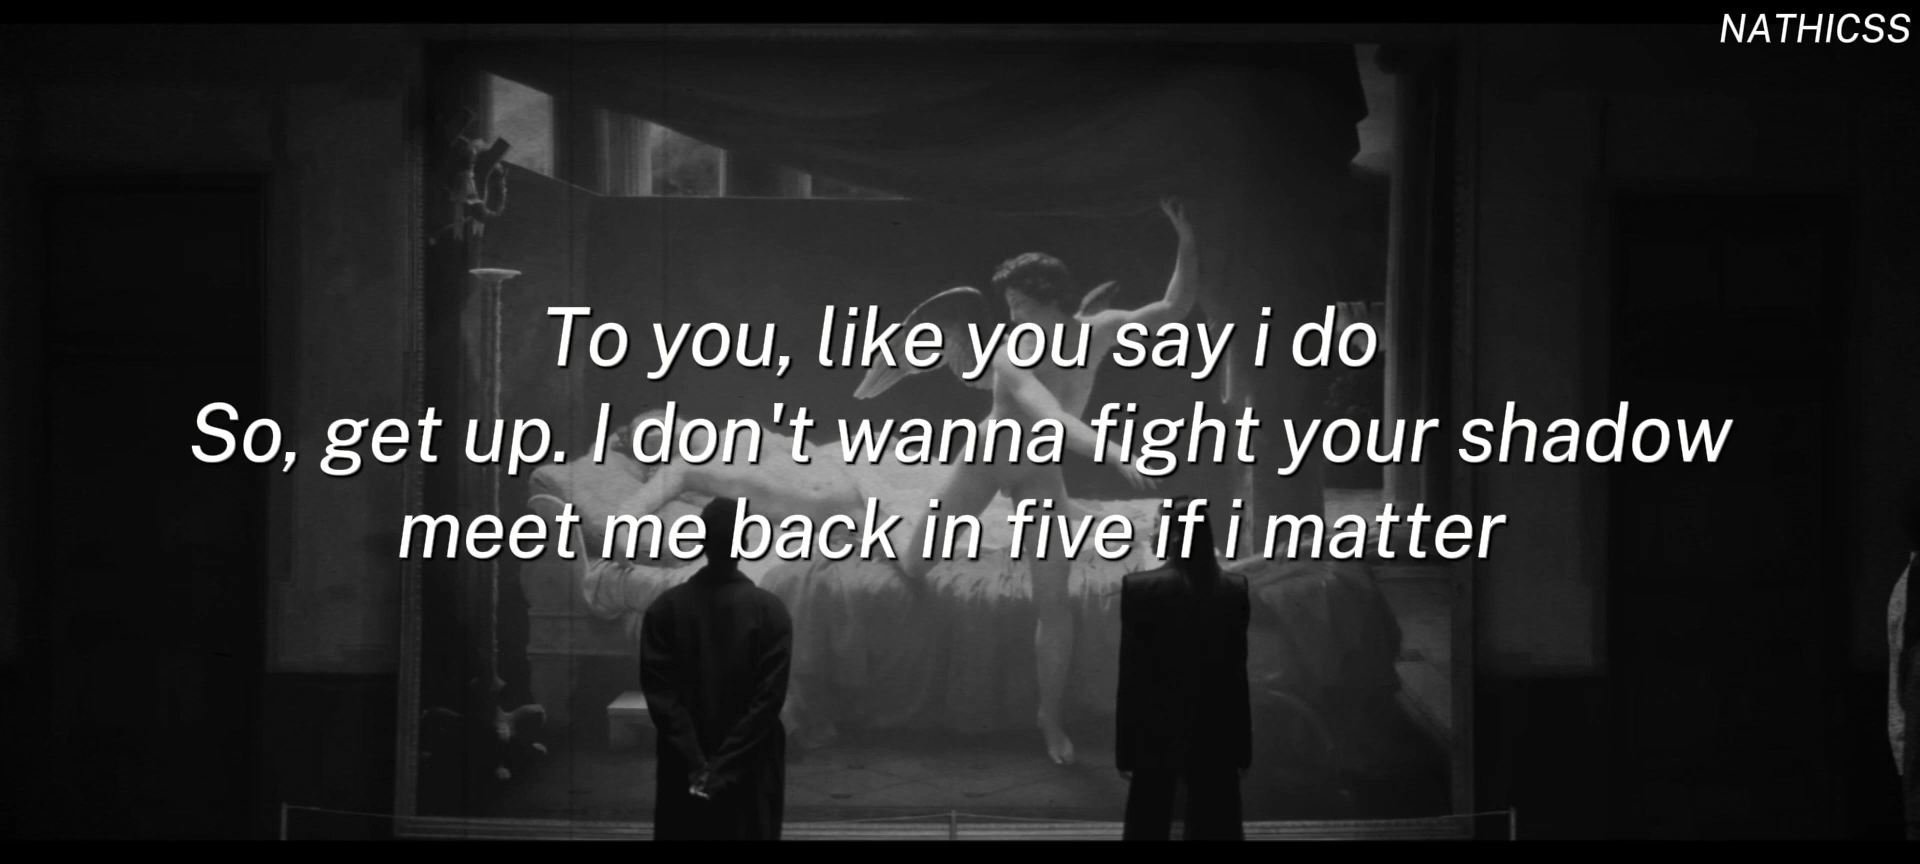 NATHICSS
To you, like you say i do
So, get up. I don't wanna fight your shadow
meet me back in five if i matter